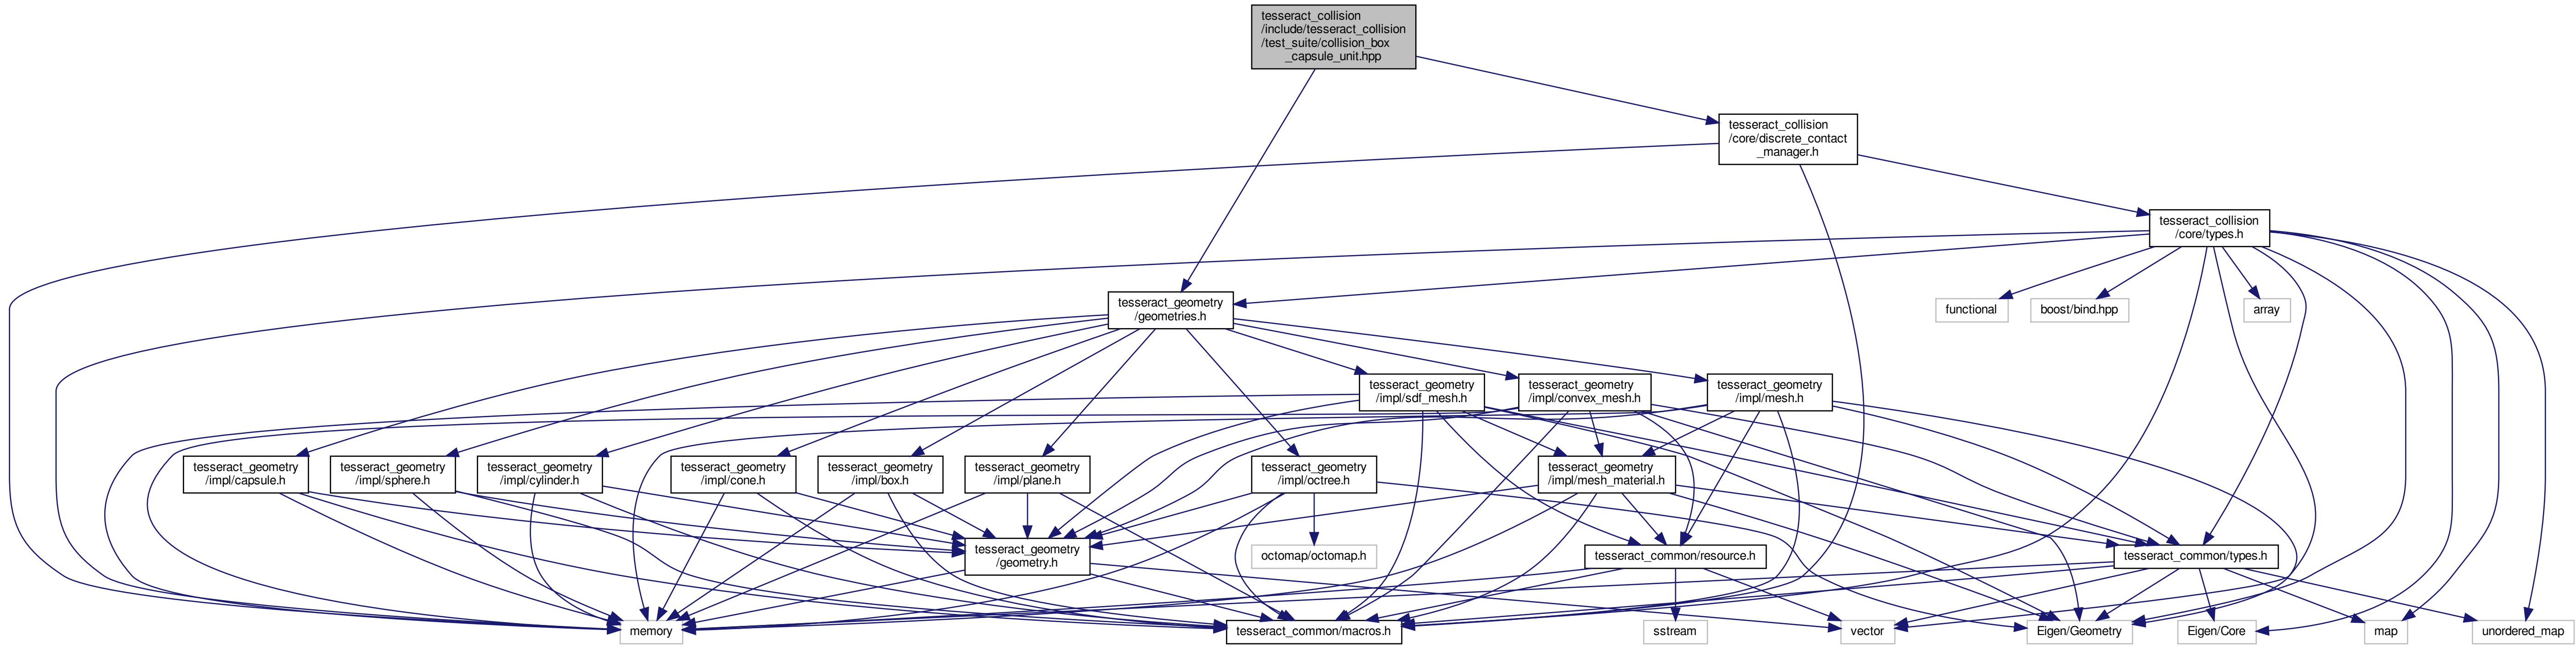 tesseract_collision
/include/tesseract_collision
/test_suite/collision_box
_capsule_unit.hpp
tesseract_collision
/core/discrete_contact
_manager.h
tesseract_collision
/core/types.h
tesseract_geometry
/geometries.h
functional
boost/bind.hpp
array
tesseract_geometry
/impl/sdf_mesh.h
tesseract_geometry
/impl/convex_mesh.h
tesseract_geometry
/impl/mesh.h
tesseract_geometry
/impl/capsule.h
tesseract_geometry
/impl/sphere.h
tesseract_geometry
/impl/cylinder.h
tesseract_geometry
/impl/cone.h
tesseract_geometry
/impl/box.h
tesseract_geometry
/impl/plane.h
tesseract_geometry
/impl/octree.h
tesseract_geometry
/impl/mesh_material.h
tesseract_geometry
/geometry.h
octomap/octomap.h
tesseract_common/resource.h
tesseract_common/types.h
memory
tesseract_common/macros.h
sstream
vector
Eigen/Geometry
Eigen/Core
map
unordered_map